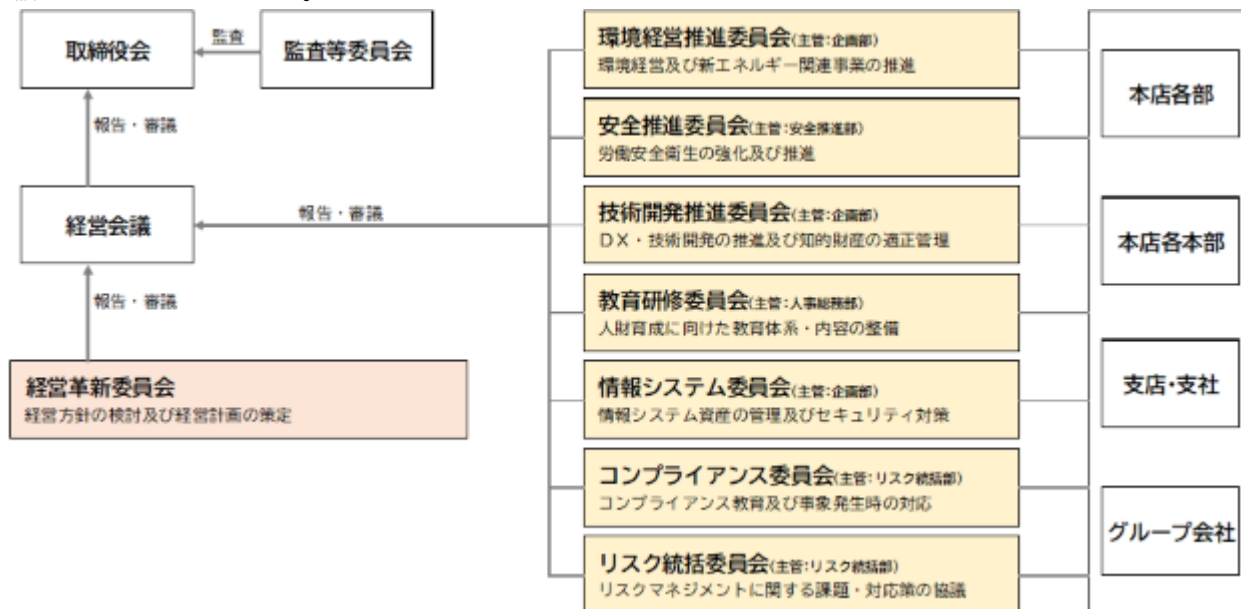 取締役会
監査
監査等委員会
報告・審議
経営会議
報告・審議
報告・審議
経営革新委員会
経営方針の検討及び経営計画の策定
環境経営推進委員会(主管:企画部)
環境経営及び新エネルギー関連事業の推進
安全推進委員会(主管:安全推進部)
労働安全衛生の強化及び推進
技術開発推進委員会(主管:企画部)
DX・技術開発の推進及び知的財産の適正管理
教育研修委員会(主管:人事総務部)
人財育成に向けた教育体系・内容の整備
情報システム委員会(主管:企画部)
情報システム資産の管理及びセキュリティ対策
コンプライアンス委員会(主管:リスク統括部)
コンプライアンス教育及び事象発生時の対応
リスク統括委員会(主管:リスク統括部)
リスクマネジメントに関する課題・対応策の協議
本店各部
本店各本部
支店・支社
グループ会社